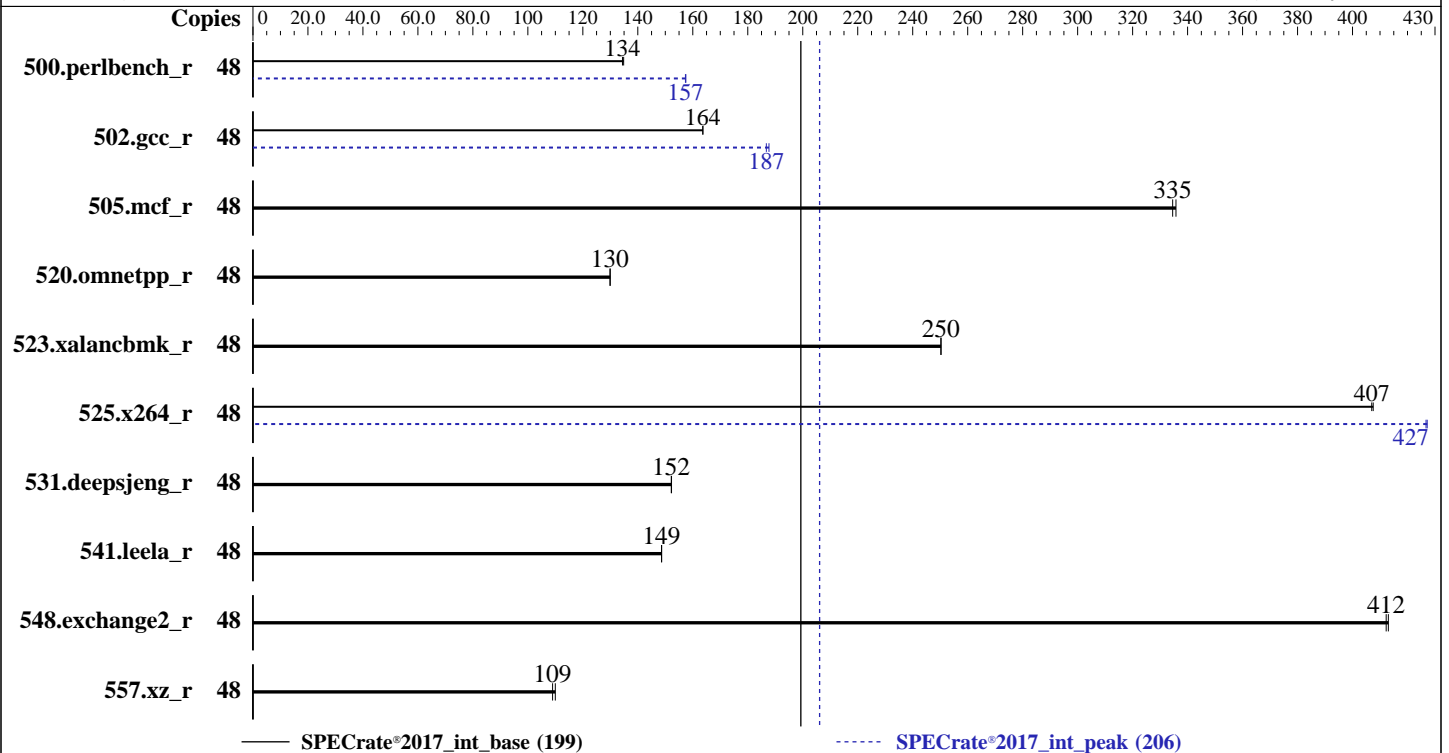 Copies 0 20.0 40.0 60.0 80.0 100 120 140 160 180 200 220 240 260 280 300 320 340 360 380 400 430
134
500.perlbench_r 48
157
164
502.gcc_r 48
187
335
505.mcf_r 48
130
520.omnetpp_r 48
250
523.xalancbmk_r 48
407
525.x264_r 48
427
152
531.deepsjeng_r 48
149
541.leela_r 48
412
548.exchange2_r 48
109
557.xz_r 48
SPECrate®2017_int_base (199) SPECrate®2017_int_peak (206)